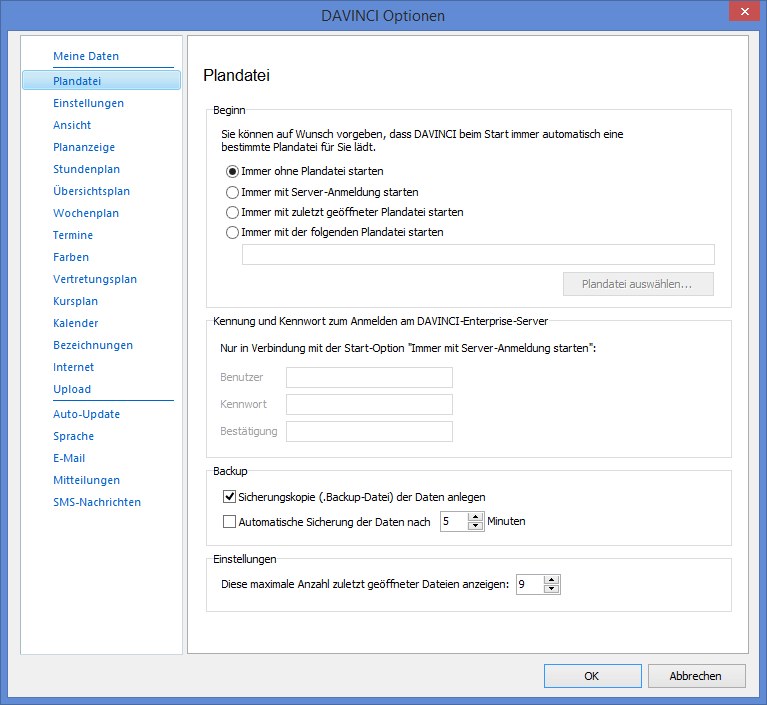 DAVINCI Optionen
Meine Daten
Plandatei
Einstellungen
Ansicht
Plananzeige
Stundenplan
Übersichtsplan
Wochenplan
Termine
Farben
Vertretungsplan
Kursplan
Kalender
Bezeichnungen
Internet
Upload
Auto-Update
Sprache
E-Mail
Mitteilungen
SMS-Nachrichten
Plandatei
Beginn
Sie können auf Wunsch vorgeben, dass DAVINCI beim Start immer automatisch eine
bestimmte Plandatei für Sie lädt.
Immer ohne Plandatei starten
Immer mit Server-Anmeldung starten
Immer mit zuletzt geöffneter Plandatei starten
Immer mit der folgenden Plandatei starten
Plandatei auswählen...
Kennung und Kennwort zum Anmelden am DAVINCI-Enterprise-Server
Nur in Verbindung mit der Start-Option "Immer mit Server-Anmeldung starten":
Benutzer
Kennwort
Bestätigung
Backup
Sicherungskopie (.Backup-Datei) der Daten anlegen
Automatische Sicherung der Daten nach 5 Minuten
Einstellungen
Diese maximale Anzahl zuletzt geöffneter Dateien anzeigen: 9
OK
Abbrechen